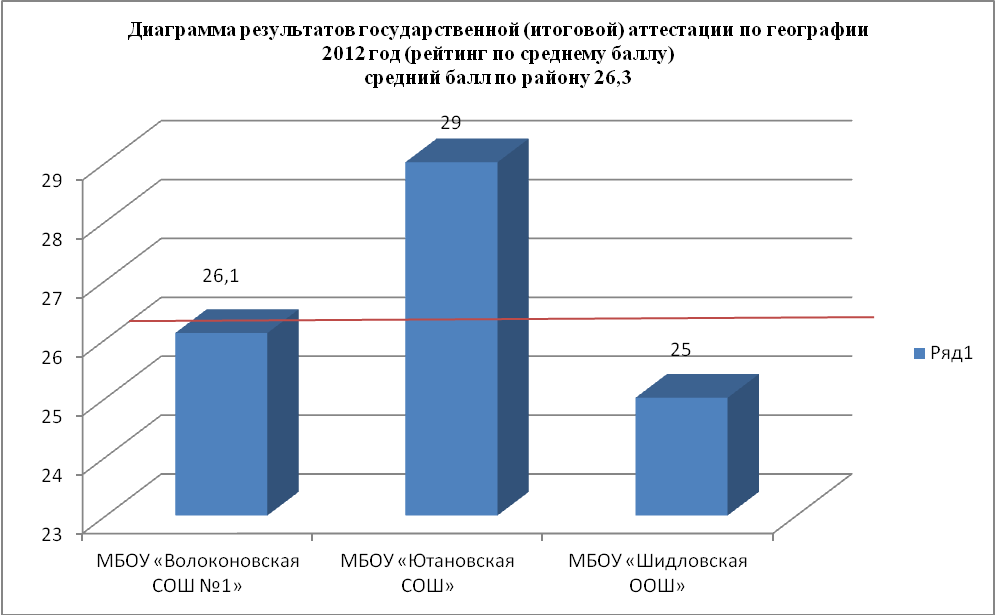 Диаграмма результатов государственной (итоговой) аттестации по географии
2012 год (рейтинг по среднему баллу)
средний балл по району 26,3
29
29
28
27
26
25
24
23
26,1
25
Ряд1
МБОУ «Волоконовская
СОШ №1»
МБОУ «Ютановская
СОШ»
МБОУ «Шидловская
ООШ»